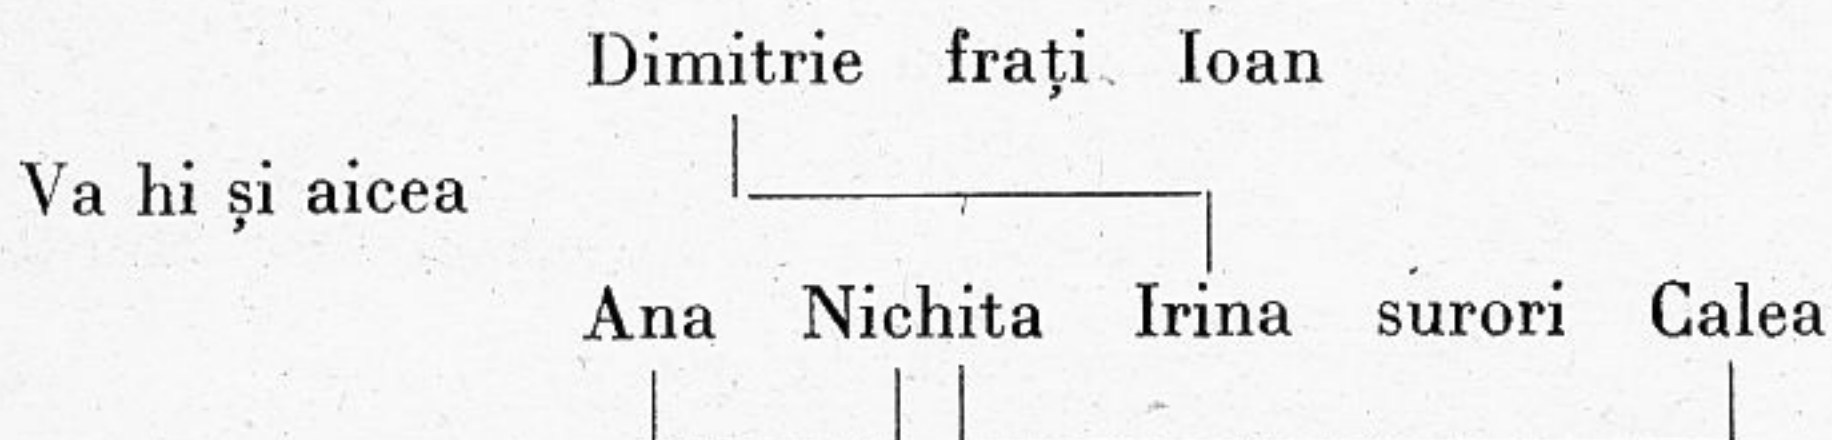 Dimitrie frați Ioan
Va hi și aicea
Ana Nichita Irina surori Calea